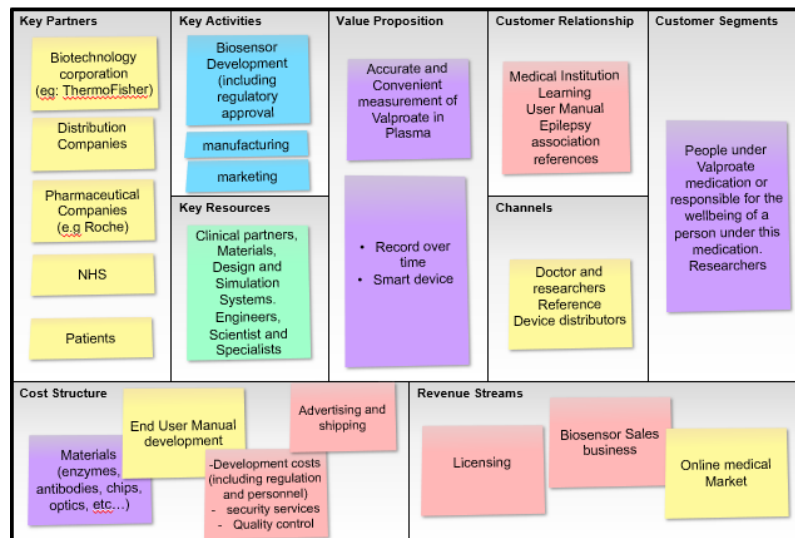 Key Partners
Biotechnology
corporation
(eg: ThermoFisher)
Distribution
Companies
Pharmaceutical
Companies
(e.g Roche)
NHS
Patients
Key Activities
Biosensor
Development
(including
regulatory
approval
manufacturing
marketing
Key Resources
Clinical partners,
Materials,
Design and
Simulation
Systems.
Engineers,
Scientist and
Specialists
Value Proposition
Accurate and
Convenient
measurement of
Valproate in
Plasma
• Record over
time
• Smart device
Customer Relationship
Medical Institution
Learning
User Manual
Epilepsy
association
references
Channels
Doctor and
researchers
Reference
Device distributors
Customer Segments
People under
Valproate
medication or
responsible for the
wellbeing of a
person under this
medication.
Researchers
Cost Structure
Materials
(enzymes,
antibodies, chips,
optics, etc...)
End User Manual
development
-Development costs
(including regulation
and personnel)
- security services
- Quality control
Advertising and
shipping
Revenue Streams
Licensing
Biosensor Sales
business
Online medical
Market